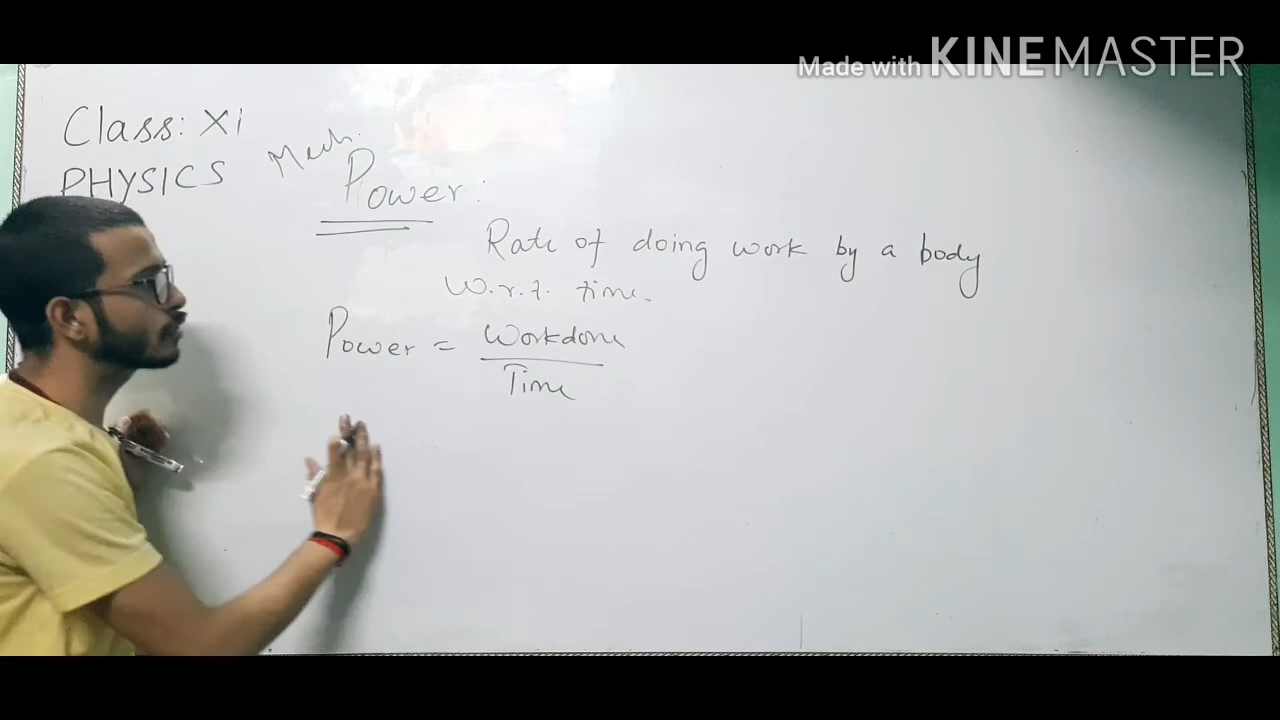 Made with KINEMASTER
Class: Xi
PHYSICS
Mech.
Power:
Rate of doing work by a body
W.r.t. time.
Power = Workdone
Time